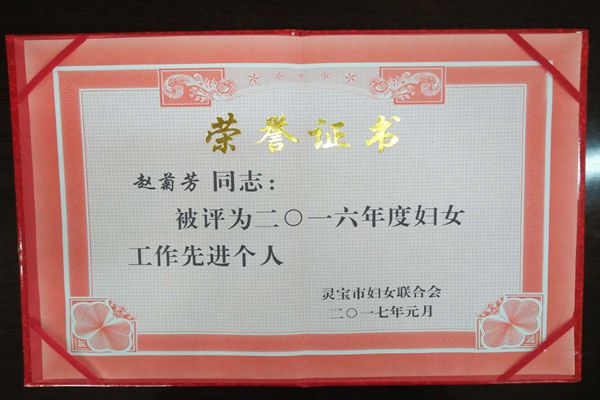 荣誉证书
赵菊芳 同志：
被评为二〇一六年度妇女
工作先进个人
灵宝市妇女联合会
二〇一七年元月